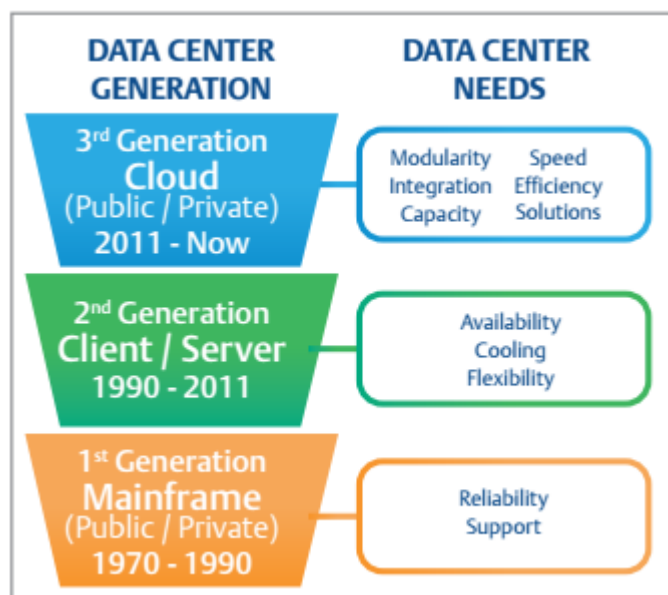 DATA CENTER
GENERATION
DATA CENTER
NEEDS
3rd Generation
Cloud
(Public / Private)
2011 - Now
Modularity Speed
Integration Efficiency
Capacity Solutions
2nd Generation
Client / Server
1990 - 2011
Availability
Cooling
Flexibility
1st Generation
Mainframe
(Public / Private)
1970 - 1990
Reliability
Support